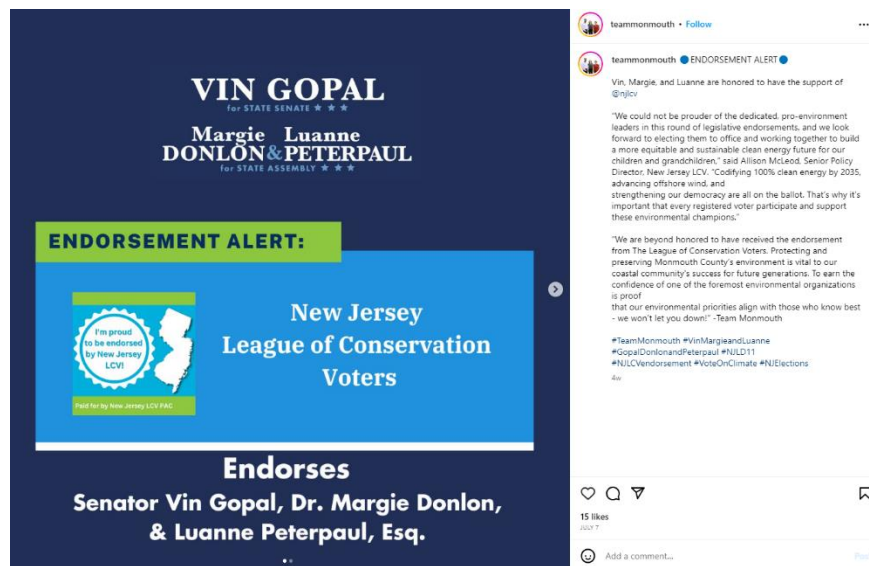 VIN GOPAL
for STATE SENATE ★ ★ ★
Margie Luanne
DONLON & PETERPAUL
for STATE ASSEMBLY ★ ★ ★
ENDORSEMENT ALERT:
I'm proud
to be endorsed
by New Jersey
LCV!
Paid for by New Jersey LCV PAC
New Jersey
League of Conservation
Voters
Endorses
Senator Vin Gopal, Dr. Margie Donlon,
& Luanne Peterpaul, Esq.
teammonmouth • Follow
teammonmouth 🔵ENDORSEMENT ALERT🔵
Vin, Margie, and Luanne are honored to have the support of
@njlcv
"We could not be prouder of the dedicated, pro-environment
leaders in this round of legislative endorsements, and we look
forward to electing them to office and working together to build
a more equitable and sustainable clean energy future for our
children and grandchildren," said Allison McLeod, Senior Policy
Director, New Jersey LCV. "Codifying 100% clean energy by 2035,
advancing offshore wind, and
strengthening our democracy are all on the ballot. That's why it's
important that every registered voter participate and support
these environmental champions."
"We are beyond honored to have received the endorsement
from The League of Conservation Voters. Protecting and
preserving Monmouth County's environment is vital to our
coastal community's success for future generations. To earn the
confidence of one of the foremost environmental organizations
is proof
that our environmental priorities align with those who know best
- we won't let you down!" -Team Monmouth
#TeamMonmouth #VinMargieandLuanne
#GopalDonlonandPeterpaul #NJLD11
#NJLCVendorsement #VoteOnClimate #NJElections
4w
15 likes
JULY 7
Add a comment...